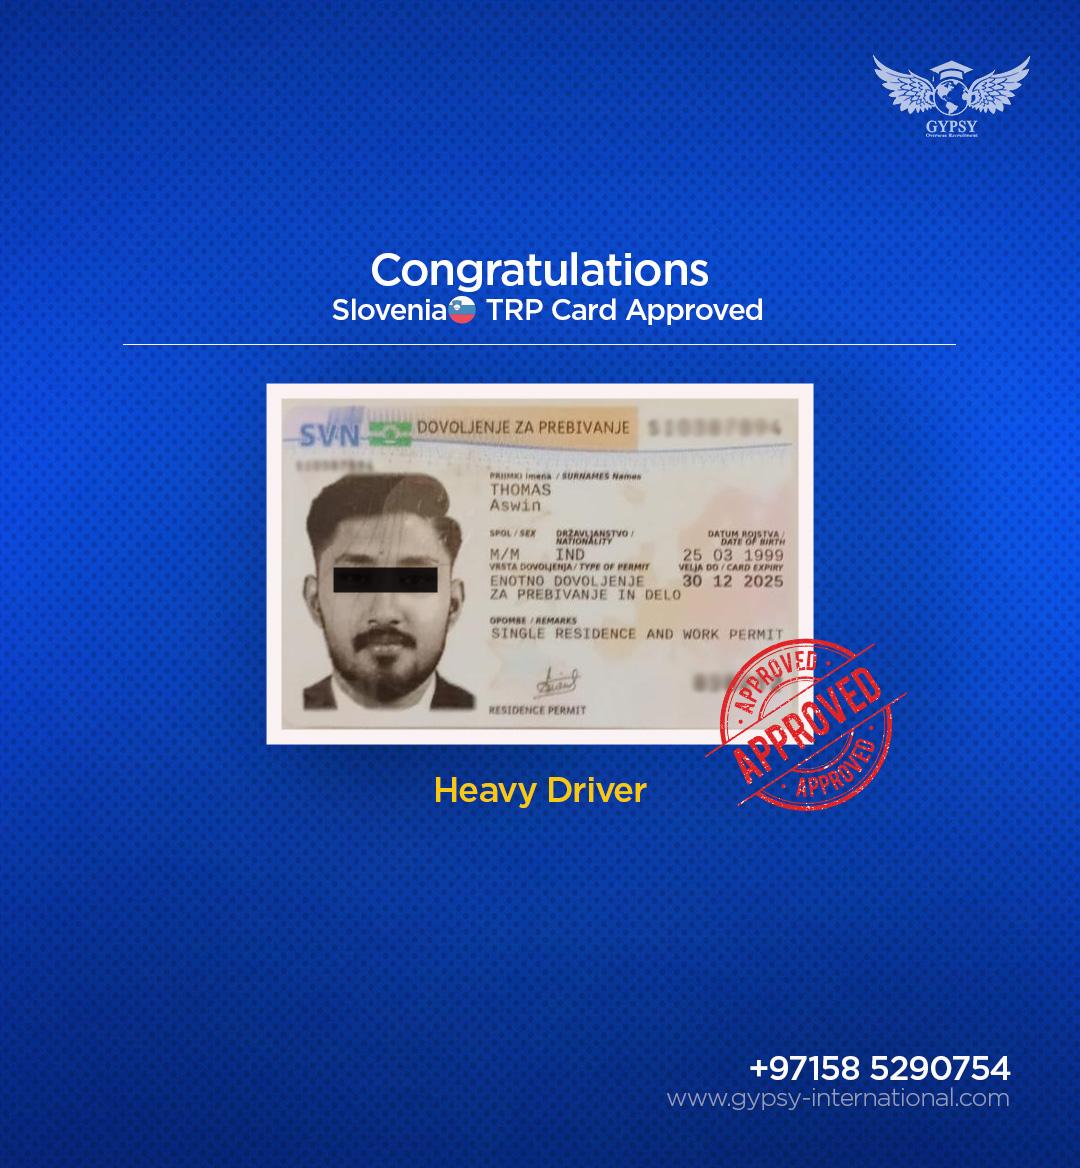 GYPSY
Overseas Recruitment
Congratulations
Slovenia TRP Card Approved
SVN
DOVOLJENJE ZA PREBIVANJE
PRIIMKI Imena / SURNAMES Names
THOMAS
Aswin
SPOL / SEX
DRŽAVLJANSTVO / NATIONALITY
DATUM ROJSTVA / DATE OF BIRTH
M/M IND 25 03 1999
VRSTA DOVOLJENJA / TYPE OF PERMIT VELJA DO / CARD EXPIRY
ENOTNO DOVOLJENJE 30 12 2025
ZA PREBIVANJE IN DELO
OPOMBE / REMARKS
SINGLE RESIDENCE AND WORK PERMIT
RESIDENCE PERMIT
APPROVED
APPROVED
APPROVED
Heavy Driver
+97158 5290754
www.gypsy-international.com